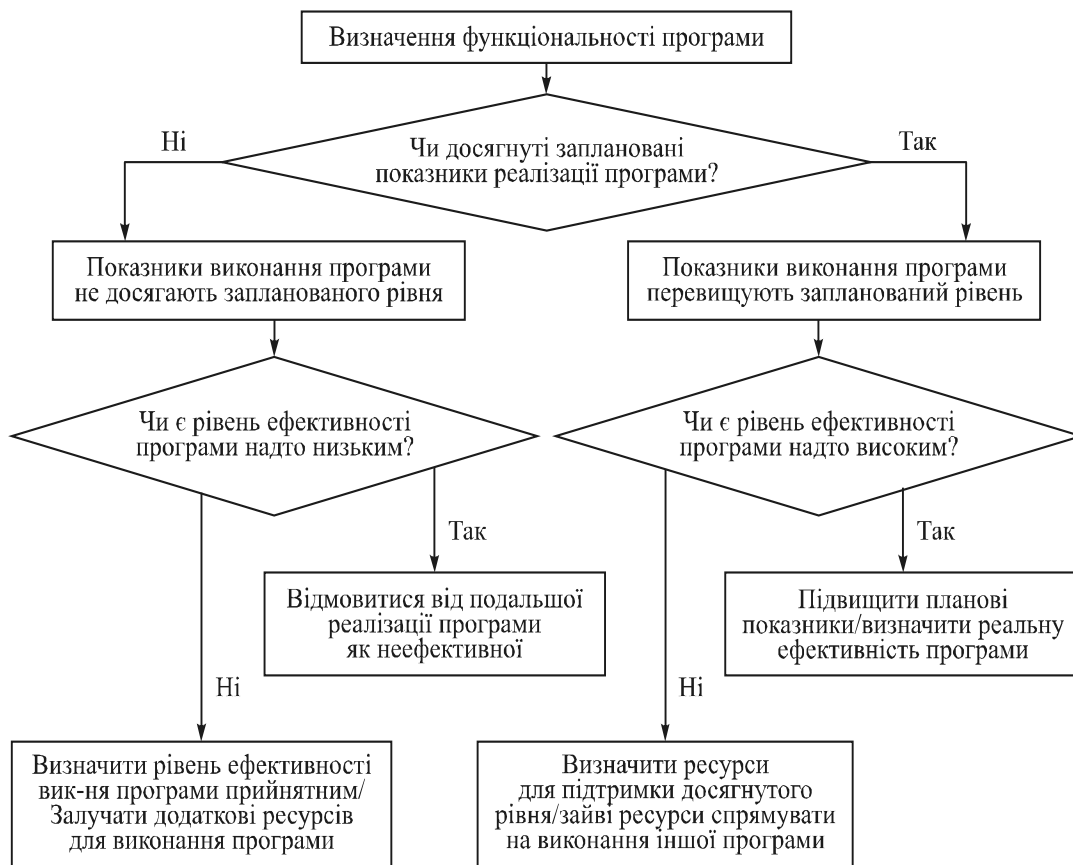 Визначення функціональності програми
Ні
Чи досягнуті заплановані
показники реалізації програми?
Так
Показники виконання програми
не досягають запланованого рівня
Показники виконання програми
перевищують запланований рівень
Чи є рівень ефективності
програми надто низьким?
Чи є рівень ефективності
програми надто високим?
Так
Так
Відмовитися від подальшої
реалізації програми
як неефективної
Підвищити планові
показники/визначити реальну
ефективність програми
Ні
Ні
Визначити рівень ефективності
вик-ня програми прийнятним/
Залучати додаткові ресурсів
для виконання програми
Визначити ресурси
для підтримки досягнутого
рівня/зайві ресурси спрямувати
на виконання іншої програми